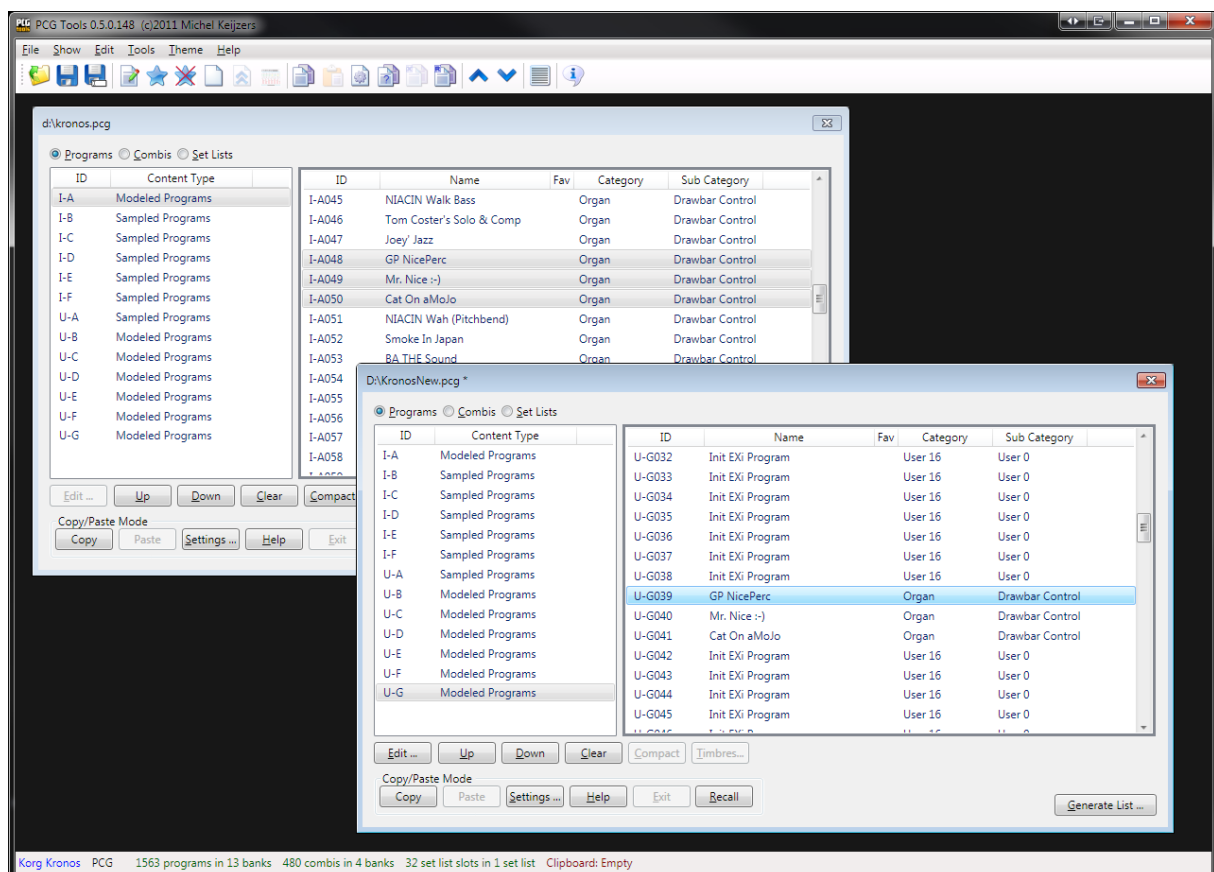 PCG Tools 0.5.0.148 (c)2011 Michel Keijzers
File Show Edit Tools Theme Help
d:\kronos.pcg
Programs Combis Set Lists
ID Content Type
I-A Modeled Programs
I-B Sampled Programs
I-C Sampled Programs
I-D Sampled Programs
I-E Sampled Programs
I-F Sampled Programs
U-A Sampled Programs
U-B Modeled Programs
U-C Modeled Programs
U-D Modeled Programs
U-E Modeled Programs
U-F Modeled Programs
U-G Modeled Programs
ID Name Fav Category Sub Category
I-A045 NIACIN Walk Bass Organ Drawbar Control
I-A046 Tom Coster's Solo & Comp Organ Drawbar Control
I-A047 Joey' Jazz Organ Drawbar Control
I-A048 GP NicePerc Organ Drawbar Control
I-A049 Mr. Nice :-) Organ Drawbar Control
I-A050 Cat On aMoJo Organ Drawbar Control
I-A051 NIACIN Wah (Pitchbend) Organ Drawbar Control
I-A052 Smoke In Japan Organ Drawbar Control
I-A053 BA THE Sound Organ Drawbar Control
I-A054
I-A055
I-A056
I-A057
I-A058
Edit ... Up Down Clear Compact
Copy/Paste Mode
Copy Paste Settings ... Help Exit
D:\KronosNew.pcg *
Programs Combis Set Lists
ID Content Type
I-A Modeled Programs
I-B Sampled Programs
I-C Sampled Programs
I-D Sampled Programs
I-E Sampled Programs
I-F Sampled Programs
U-A Sampled Programs
U-B Modeled Programs
U-C Modeled Programs
U-D Modeled Programs
U-E Modeled Programs
U-F Modeled Programs
U-G Modeled Programs
ID Name Fav Category Sub Category
U-G032 Init EXi Program User 16 User 0
U-G033 Init EXi Program User 16 User 0
U-G034 Init EXi Program User 16 User 0
U-G035 Init EXi Program User 16 User 0
U-G036 Init EXi Program User 16 User 0
U-G037 Init EXi Program User 16 User 0
U-G038 Init EXi Program User 16 User 0
U-G039 GP NicePerc Organ Drawbar Control
U-G040 Mr. Nice :-) Organ Drawbar Control
U-G041 Cat On aMoJo Organ Drawbar Control
U-G042 Init EXi Program User 16 User 0
U-G043 Init EXi Program User 16 User 0
U-G044 Init EXi Program User 16 User 0
U-G045 Init EXi Program User 16 User 0
Edit ... Up Down Clear Compact Timbres...
Copy/Paste Mode
Copy Paste Settings ... Help Exit Recall
Generate List ...
Korg Kronos PCG 1563 programs in 13 banks 480 combis in 4 banks 32 set list slots in 1 set list Clipboard: Empty